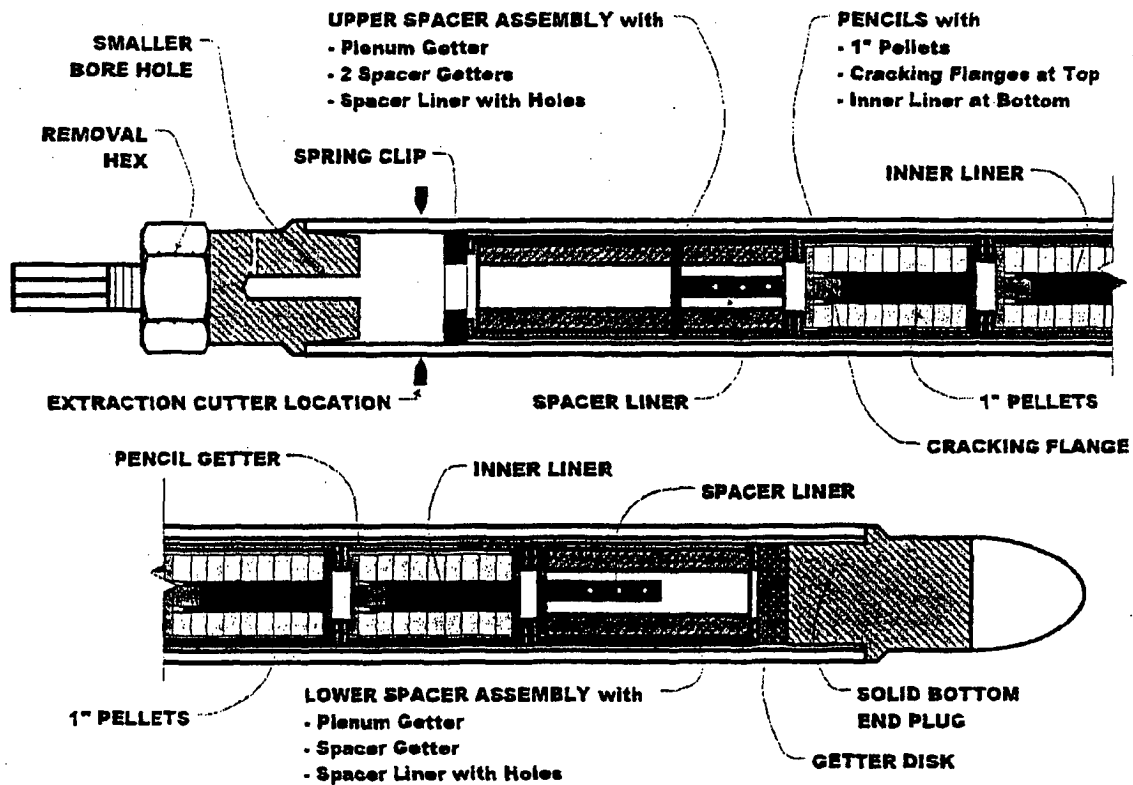 UPPER SPACER ASSEMBLY with
- Plenum Getter
- 2 Spacer Getters
- Spacer Liner with Holes
PENCILS with
- 1" Pellets
- Cracking Flanges at Top
- Inner Liner at Bottom
SMALLER
BORE HOLE
REMOVAL
HEX
SPRING CLIP
INNER LINER
EXTRACTION CUTTER LOCATION
SPACER LINER
1" PELLETS
CRACKING FLANGE
PENCIL GETTER
INNER LINER
SPACER LINER
1" PELLETS
LOWER SPACER ASSEMBLY with
- Plenum Getter
- Spacer Getter
- Spacer Liner with Holes
SOLID BOTTOM
END PLUG
GETTER DISK